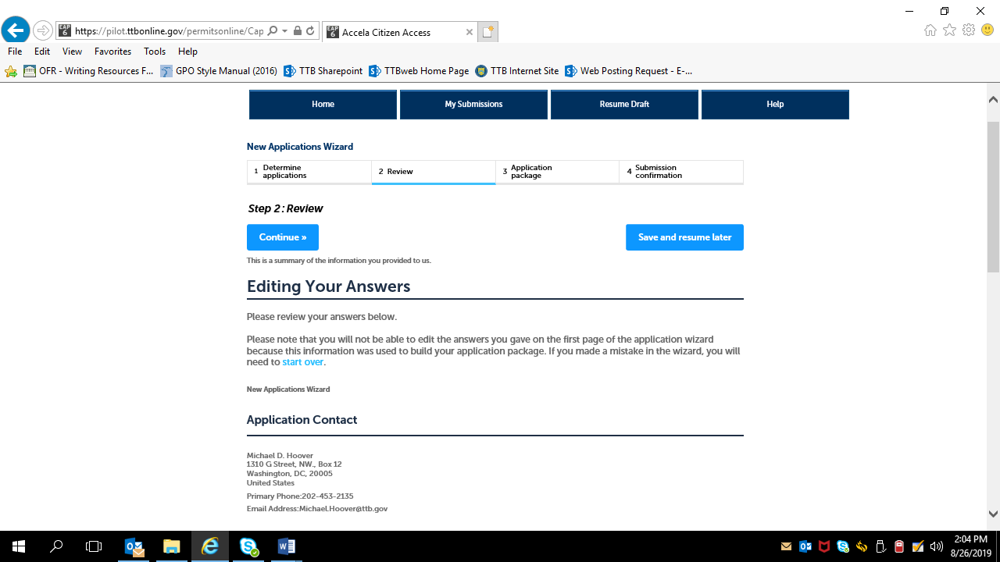 https://pilot.ttbonline.gov/permitsonline/Cap
EAP 6 Accela Citizen Access
File Edit View Favorites Tools Help
OFR - Writing Resources F... GPO Style Manual (2016) TTB Sharepoint TTBweb Home Page TTB Internet Site Web Posting Request - E-...
Home My Submissions Resume Draft Help
New Applications Wizard
1 Determine applications 2 Review 3 Application package 4 Submission confirmation
Step 2: Review
Continue » Save and resume later
This is a summary of the information you provided to us.
Editing Your Answers
Please review your answers below.
Please note that you will not be able to edit the answers you gave on the first page of the application wizard
because this information was used to build your application package. If you made a mistake in the wizard, you will
need to start over.
New Applications Wizard
Application Contact
Michael D. Hoover
1310 G Street, NW., Box 12
Washington, DC, 20005
United States
Primary Phone:202-453-2135
Email Address:Michael.Hoover@ttb.gov
2:04 PM
8/26/2019